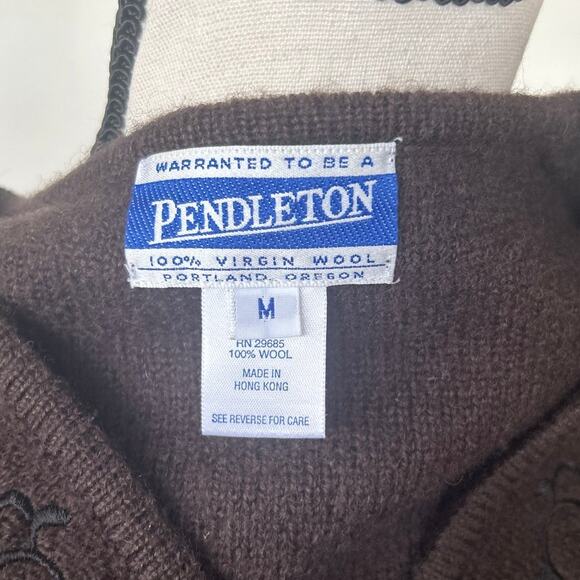 WARRANTED TO BE A
PENDLETON
100% VIRGIN WOOL
PORTLAND, OREGON
M
RN 29685
100% WOOL
MADE IN
HONG KONG
SEE REVERSE FOR CARE